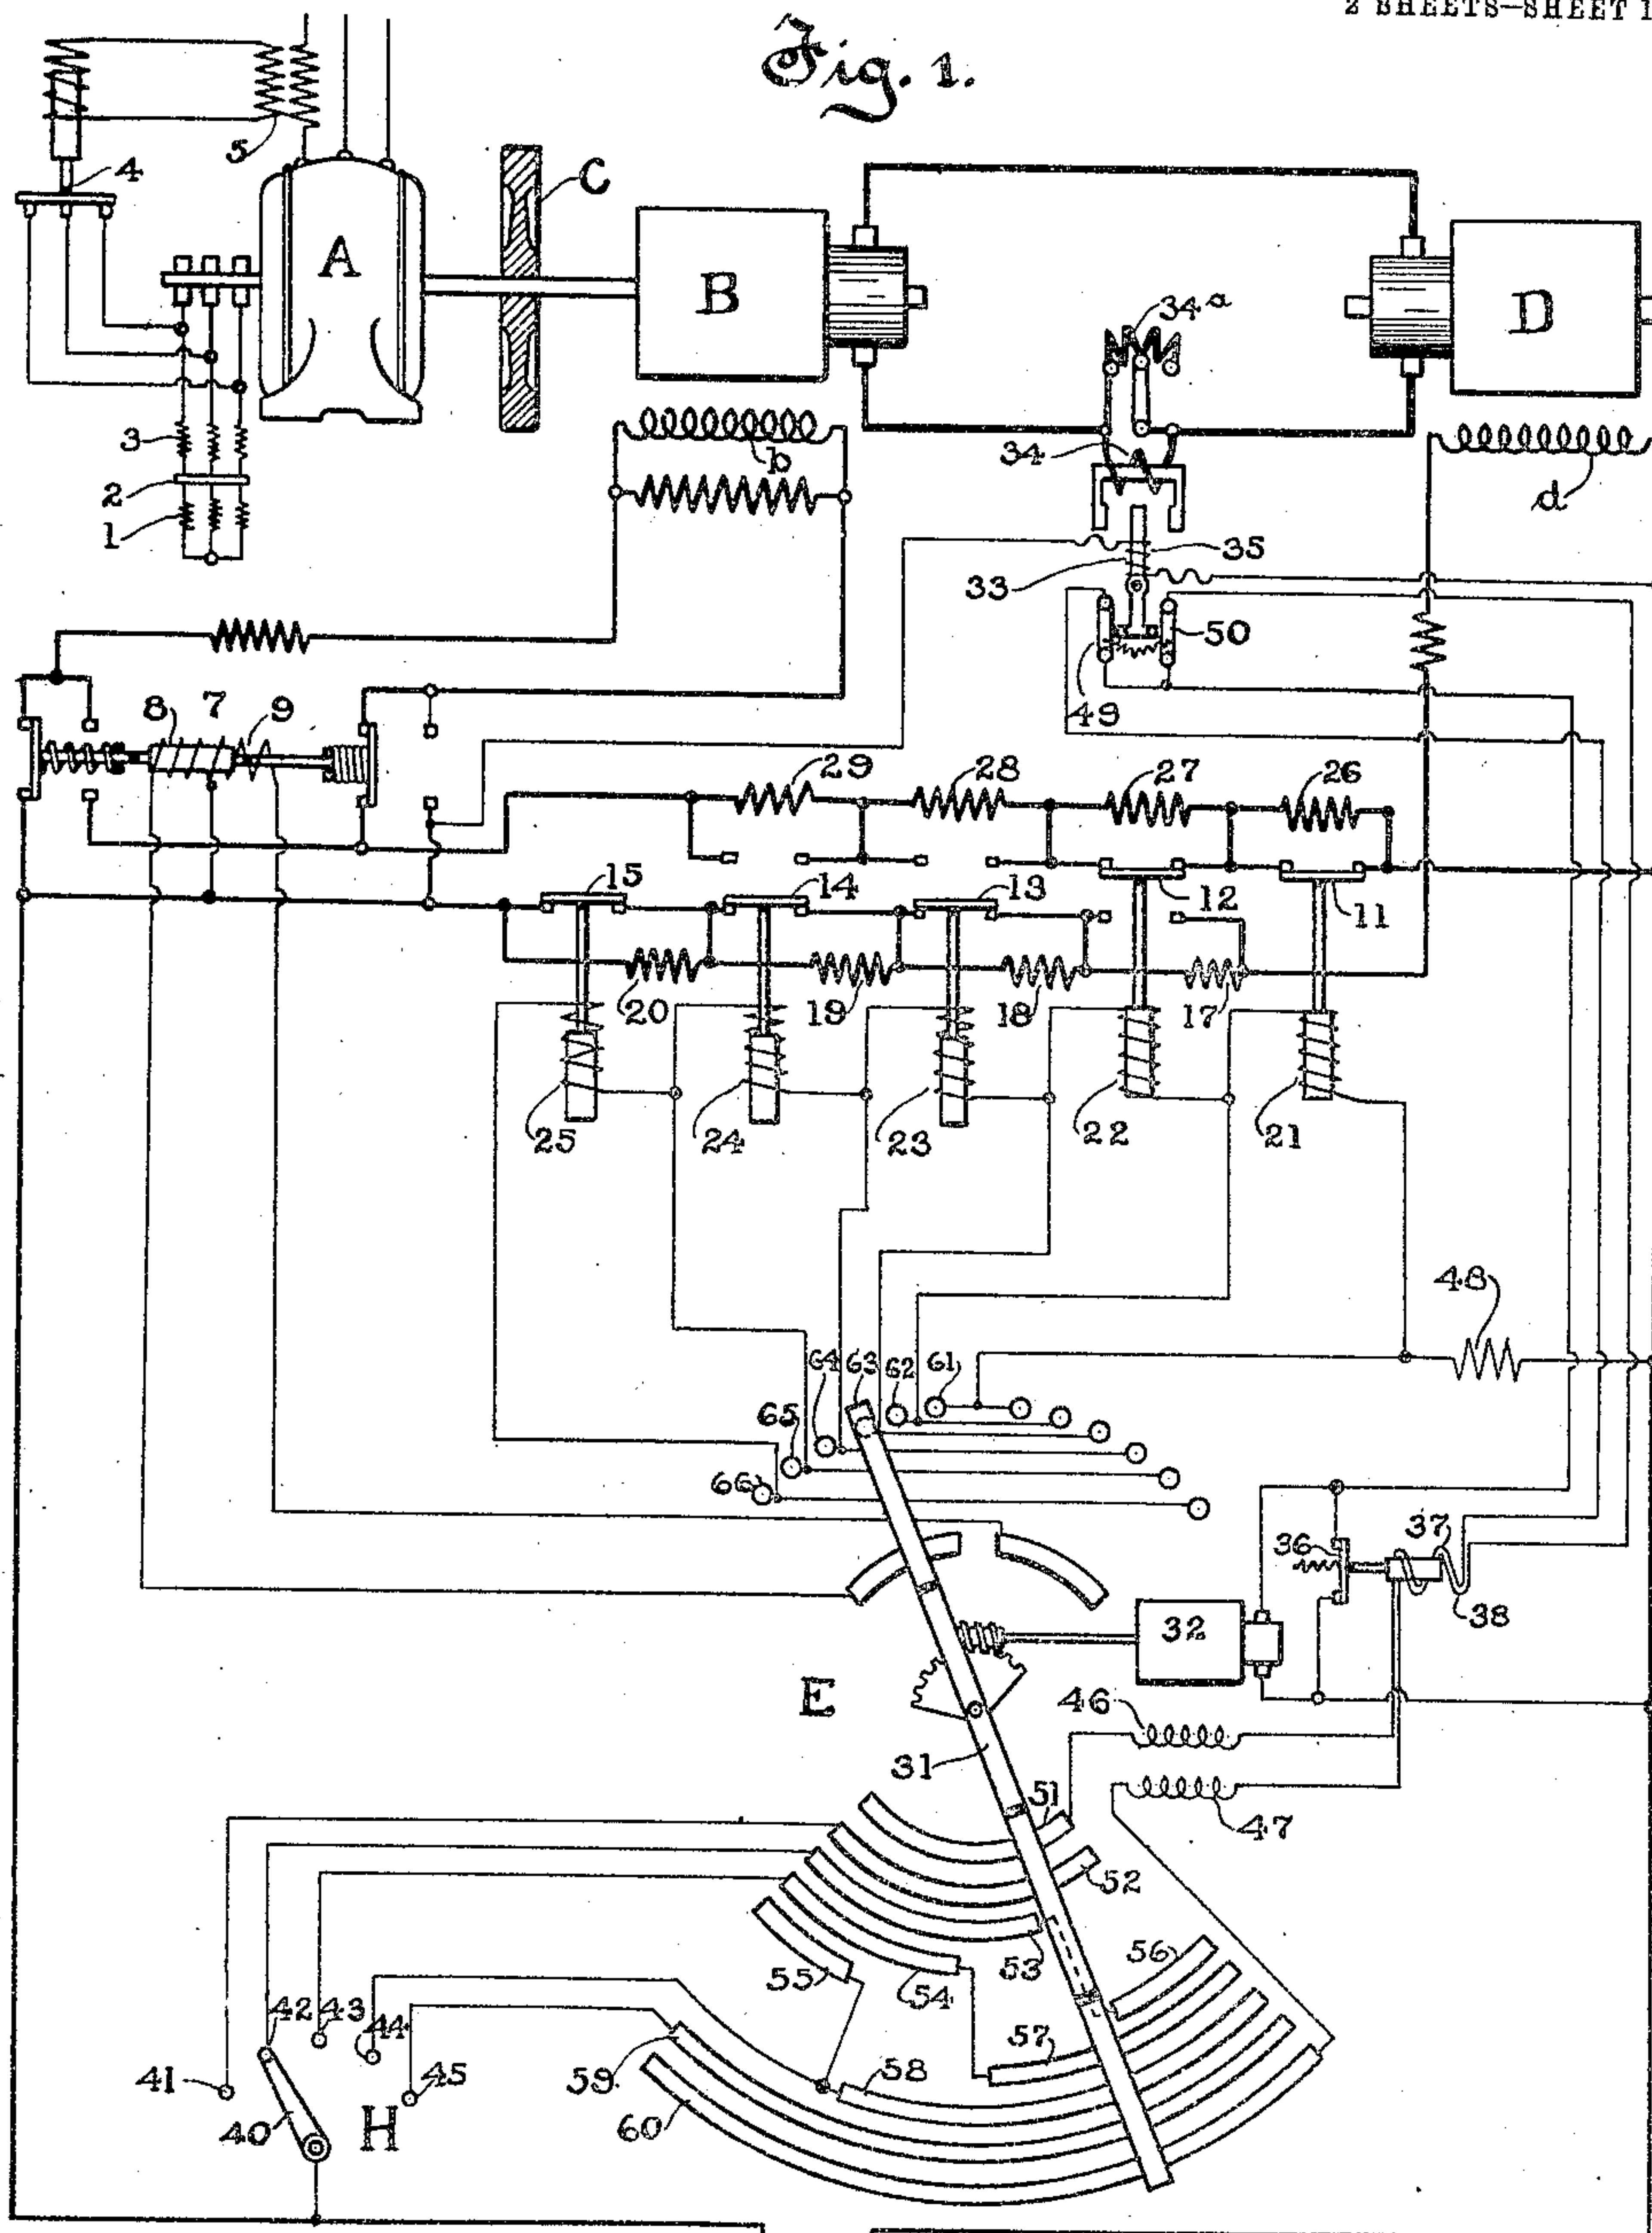 2 SHEETS—SHEET 1
Fig. 1.
5
4
A
C
B
D
34ᵃ
3
2
1
b
34
d
35
33
50
49
8 7 9
29 28 27 26
15 14 13 12 11
20 19 18 17
25 24 23 22 21
48
64 63 62 61
65
66
36 37
38
32
E
46
31
51
47
52
53 56
55 54
42 43 44
57
41 45 59 58
40 H 60